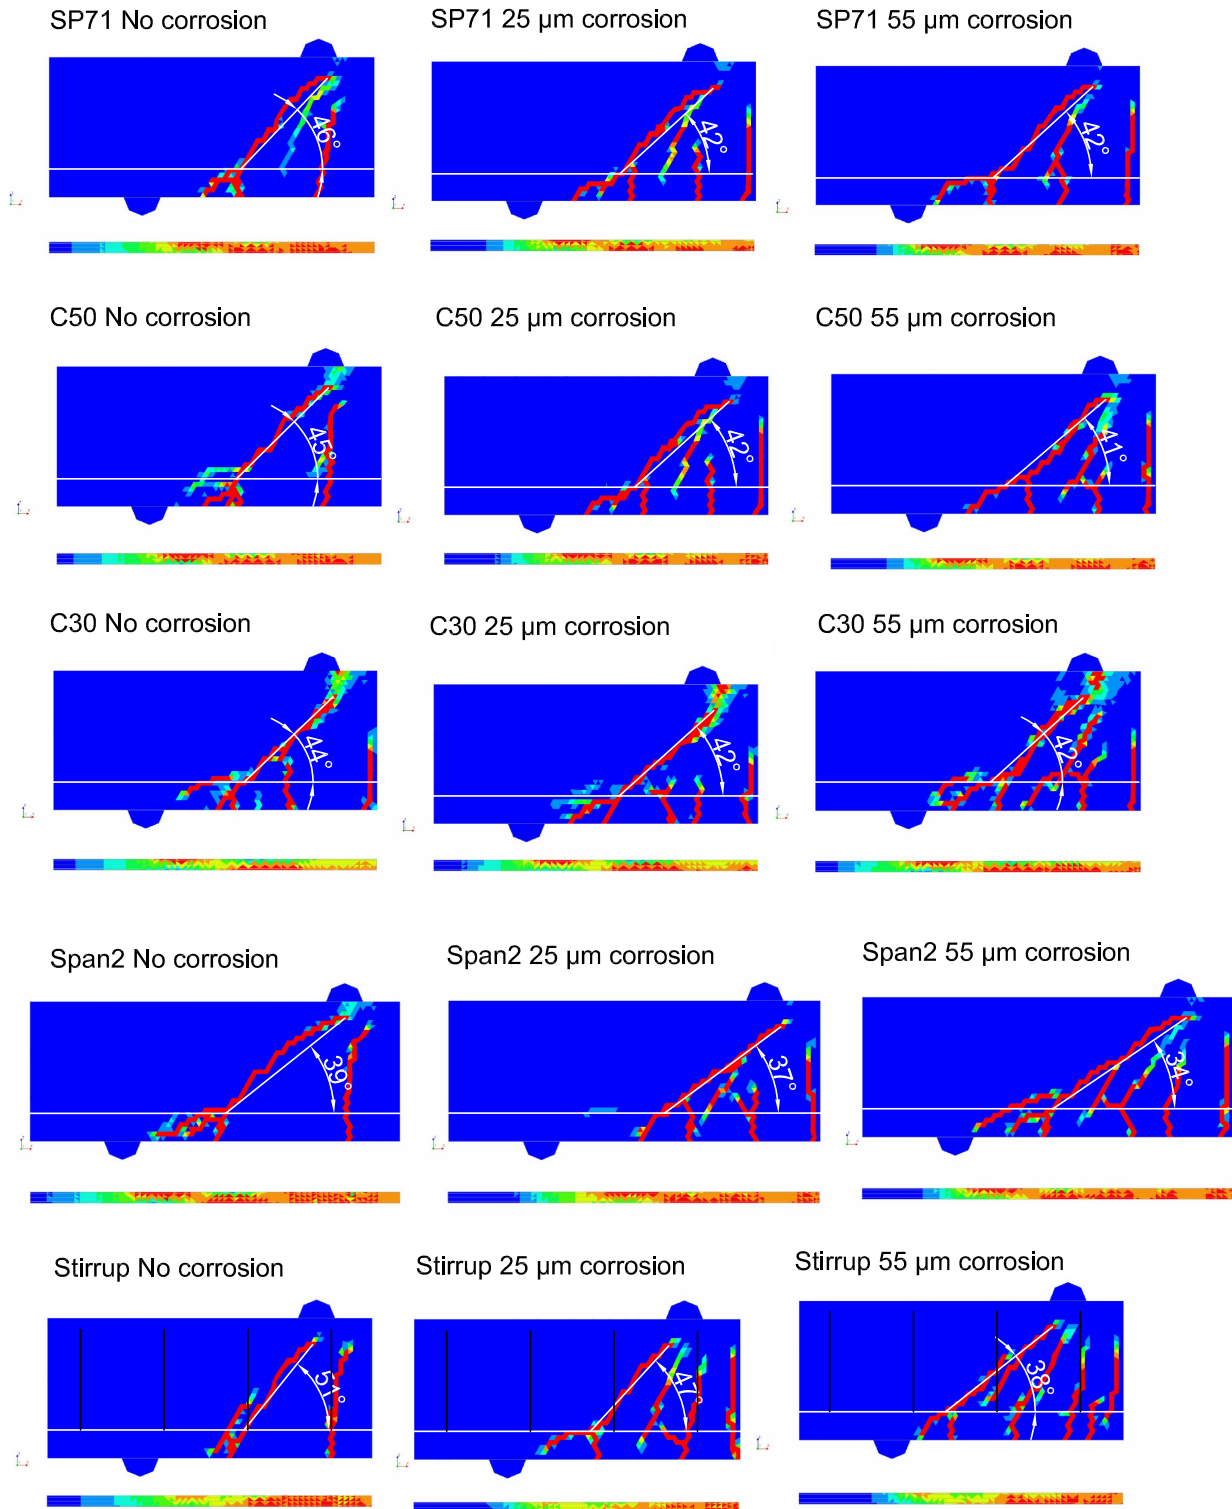 SP71 No corrosion
SP71 25 µm corrosion
SP71 55 µm corrosion
46°
42°
42°
C50 No corrosion
C50 25 µm corrosion
C50 55 µm corrosion
45°
42°
41°
C30 No corrosion
C30 25 µm corrosion
C30 55 µm corrosion
44°
42°
42°
Span2 No corrosion
Span2 25 µm corrosion
Span2 55 µm corrosion
39°
37°
34°
Stirrup No corrosion
Stirrup 25 µm corrosion
Stirrup 55 µm corrosion
51°
47°
38°